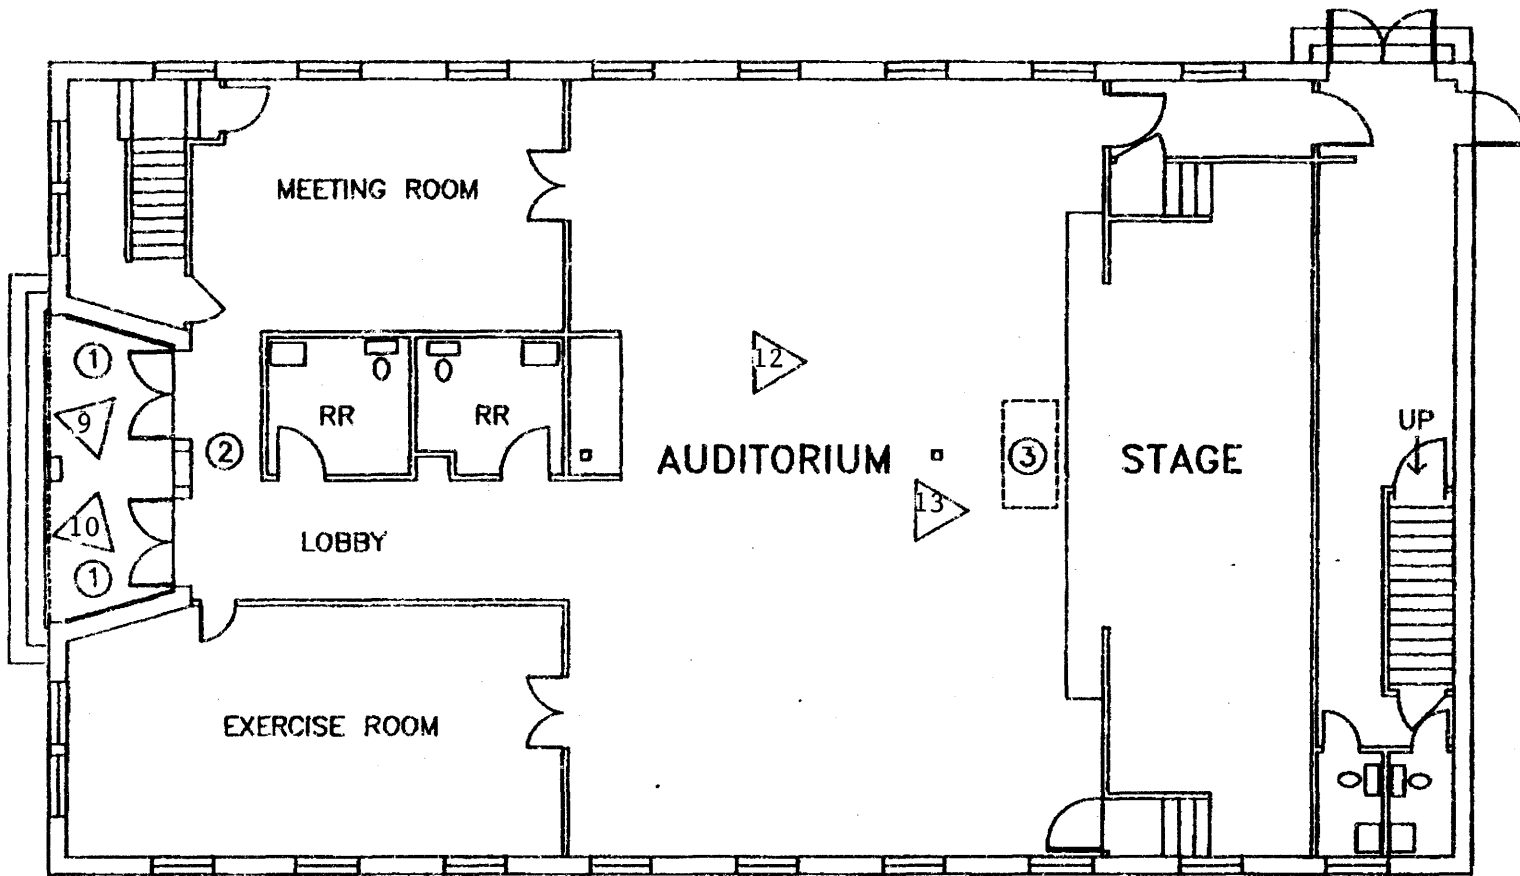 MEETING ROOM
1
12
9
RR
RR
UP
2
AUDITORIUM
3
STAGE
13
10
LOBBY
1
EXERCISE ROOM